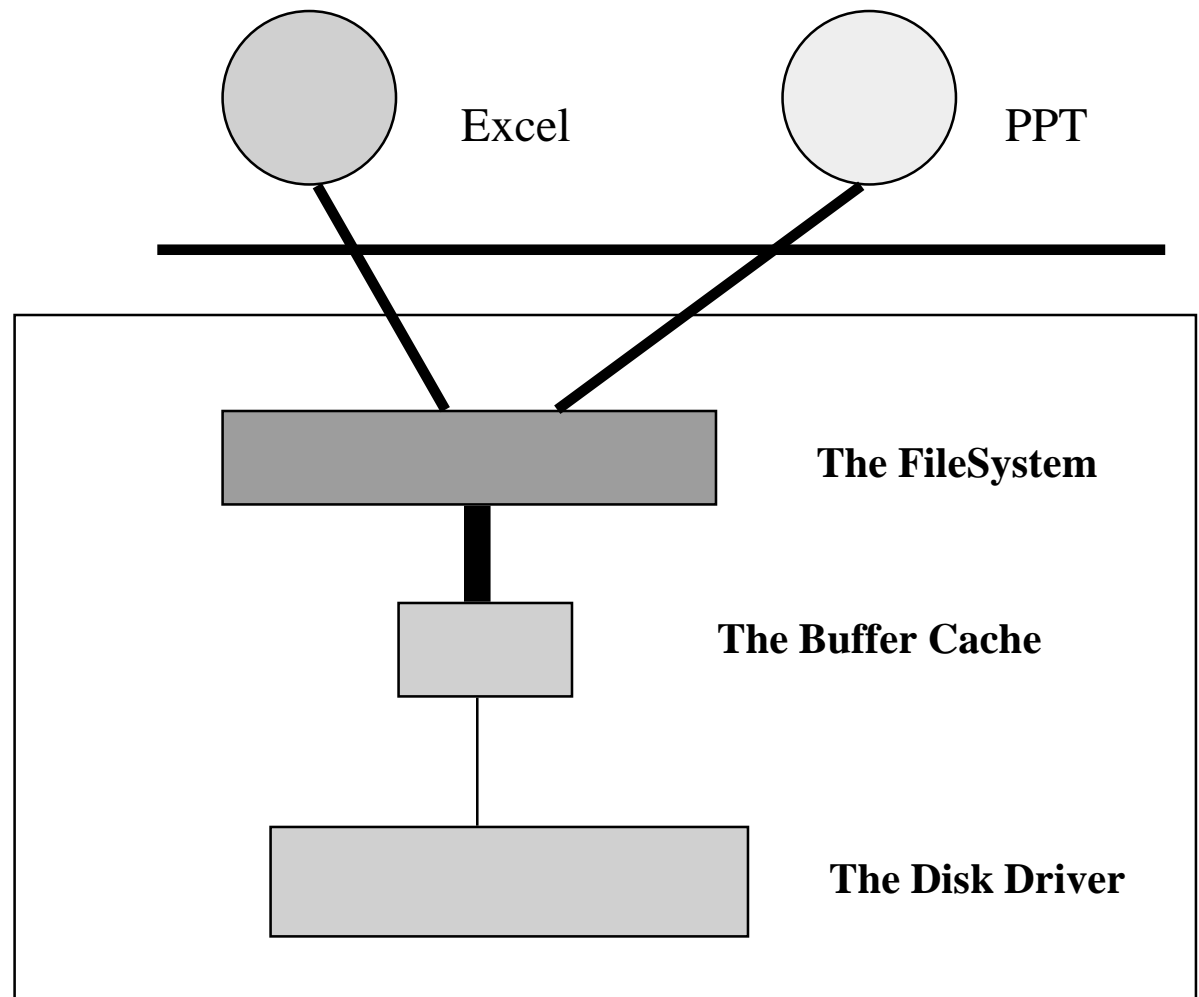 Excel
PPT
The FileSystem
The Buffer Cache
The Disk Driver